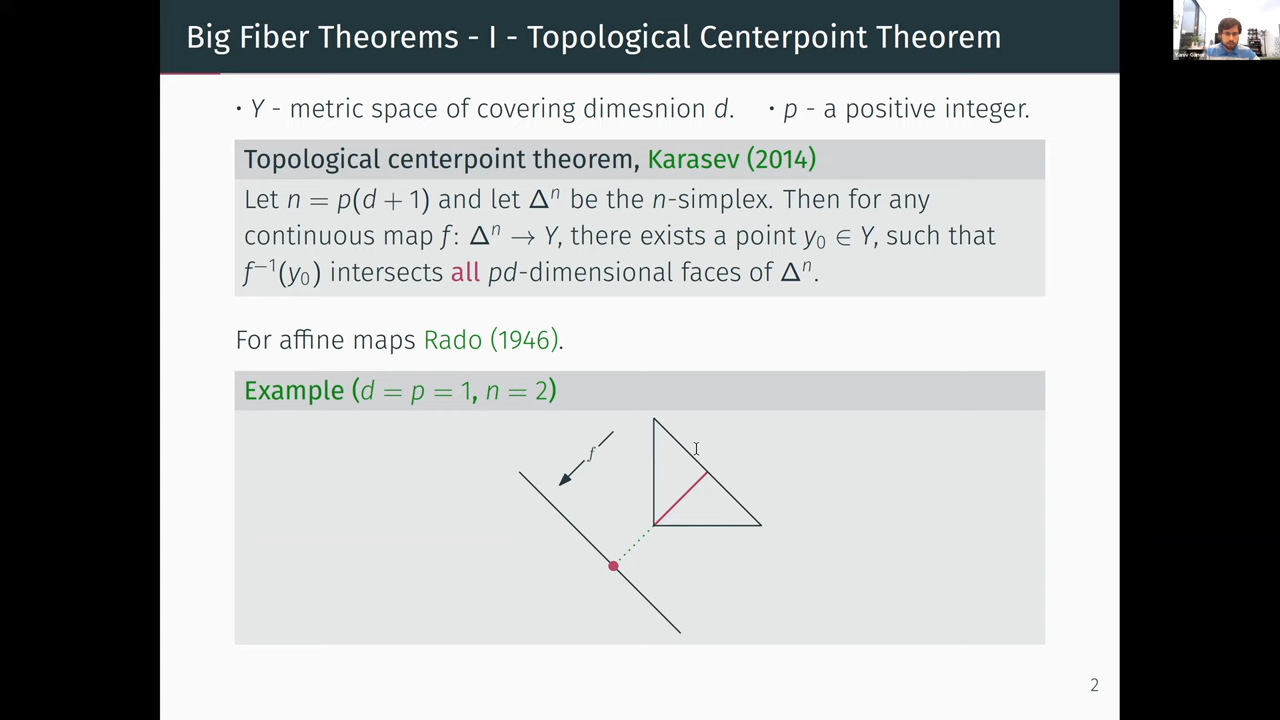 Big Fiber Theorems - I - Topological Centerpoint Theorem
• Y - metric space of covering dimesnion d. • p - a positive integer.
Topological centerpoint theorem, Karasev (2014)
Let n = p(d + 1) and let Δⁿ be the n-simplex. Then for any
continuous map f: Δⁿ → Y, there exists a point y₀ ∈ Y, such that
f⁻¹(y₀) intersects all pd-dimensional faces of Δⁿ.
For affine maps Rado (1946).
Example (d = p = 1, n = 2)
f
2